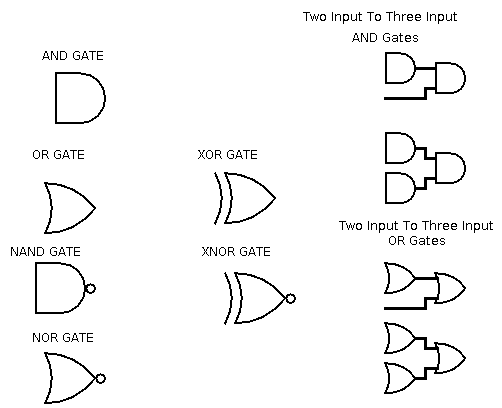 AND GATE
OR GATE
NAND GATE
NOR GATE
XOR GATE
XNOR GATE
Two Input To Three Input
AND Gates
Two Input To Three Input
OR Gates